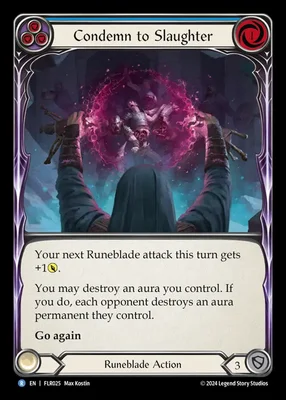 Condemn to Slaughter
Your next Runeblade attack this turn gets
+1.
You may destroy an aura you control. If
you do, each opponent destroys an aura
permanent they control.
Go again
Runeblade Action
3
R EN | FLR025 Max Kostin
©2024 Legend Story Studios